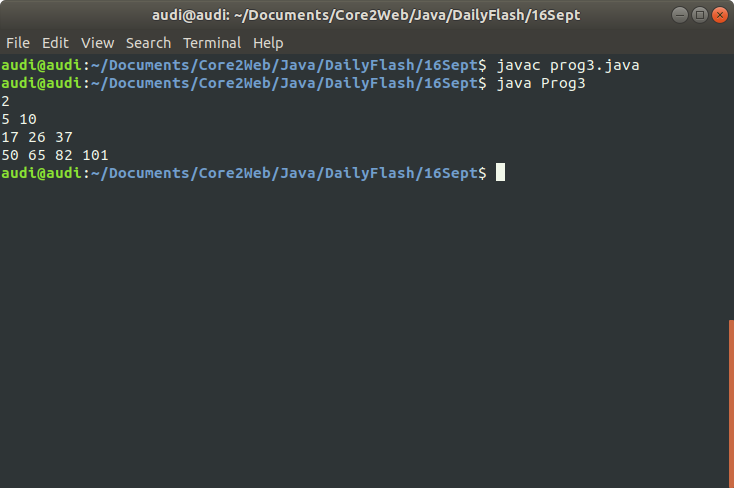 audi@audi: ~/Documents/Core2Web/Java/DailyFlash/16Sept
File Edit View Search Terminal Help
audi@audi:~/Documents/Core2Web/Java/DailyFlash/16Sept$ javac prog3.java
audi@audi:~/Documents/Core2Web/Java/DailyFlash/16Sept$ java Prog3
2
5 10
17 26 37
50 65 82 101
audi@audi:~/Documents/Core2Web/Java/DailyFlash/16Sept$